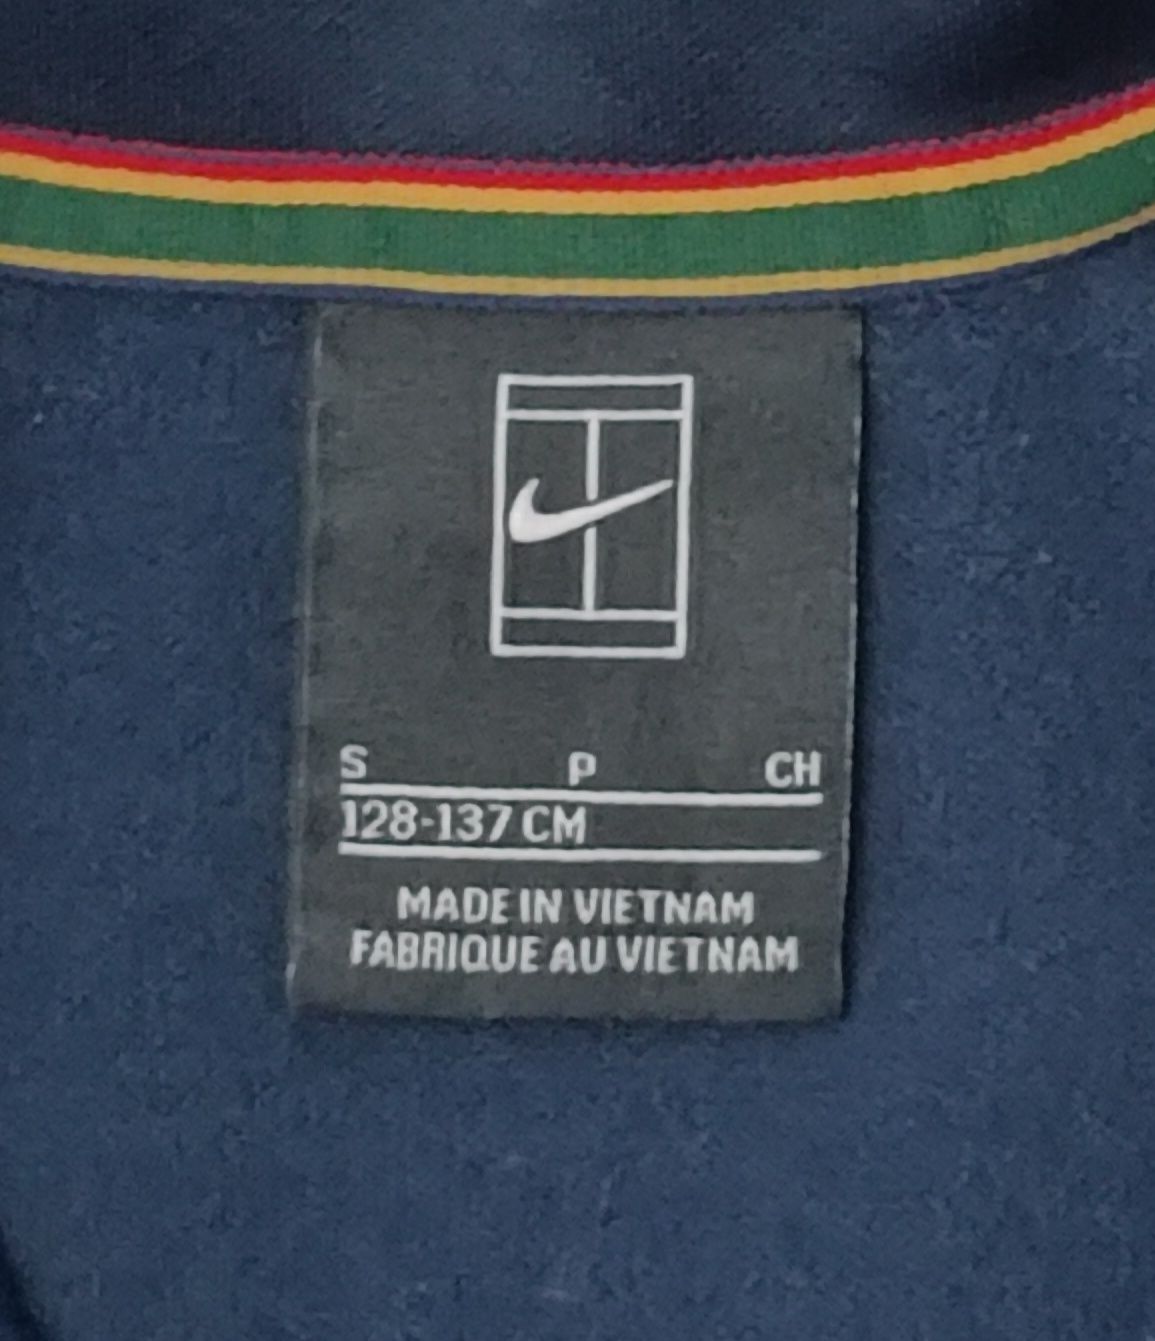 S P CH
128-137 CM
MADE IN VIETNAM
FABRIQUE AU VIETNAM